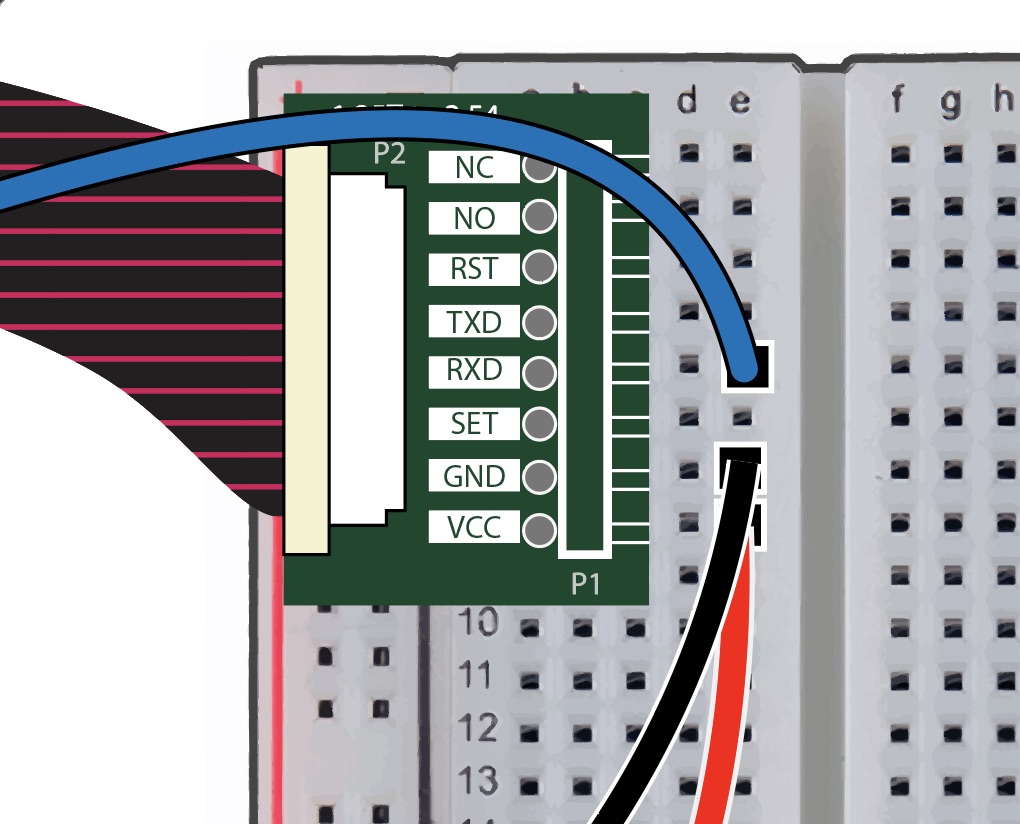 d e f g h
P2
NC
NO
RST
TXD
RXD
SET
GND
VCC
P1
10
11
12
13